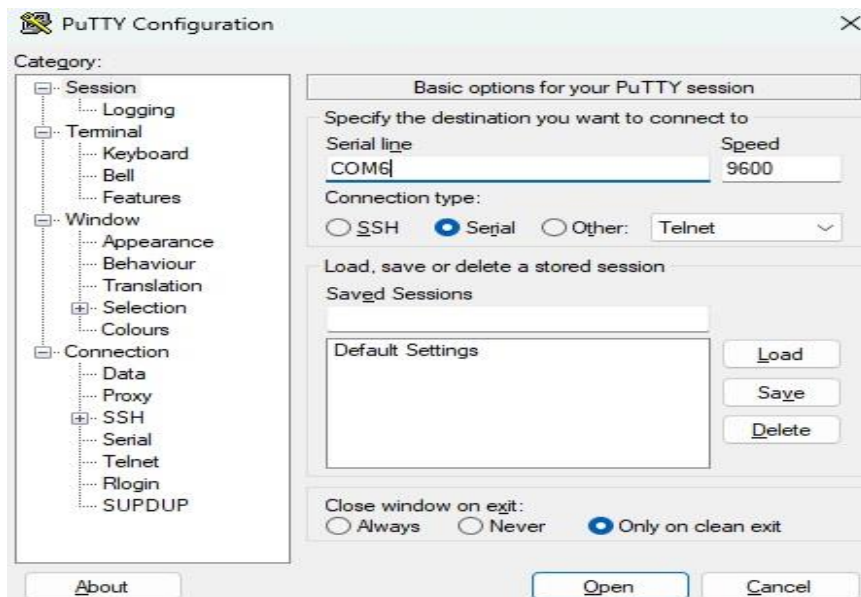 PuTTY Configuration
Category:
Session
Logging
Terminal
Keyboard
Bell
Features
Window
Appearance
Behaviour
Translation
Selection
Colours
Connection
Data
Proxy
SSH
Serial
Telnet
Rlogin
SUPDUP
Basic options for your PuTTY session
Specify the destination you want to connect to
Serial line Speed
COM6 9600
Connection type:
SSH Serial Other: Telnet
Load, save or delete a stored session
Saved Sessions
Default Settings
Load
Save
Delete
Close window on exit:
Always Never Only on clean exit
About Open Cancel